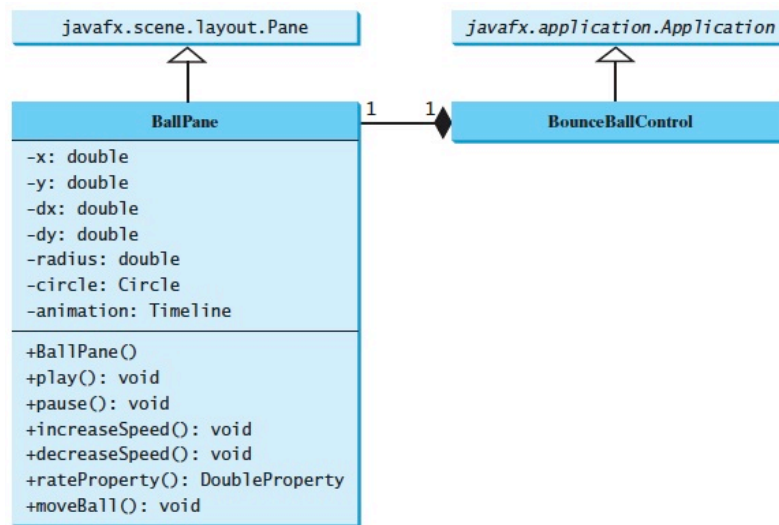 javafx.scene.layout.Pane
javafx.application.Application
BallPane
1
1
BounceBallControl
-x: double
-y: double
-dx: double
-dy: double
-radius: double
-circle: Circle
-animation: Timeline
+BallPane()
+play(): void
+pause(): void
+increaseSpeed(): void
+decreaseSpeed(): void
+rateProperty(): DoubleProperty
+moveBall(): void